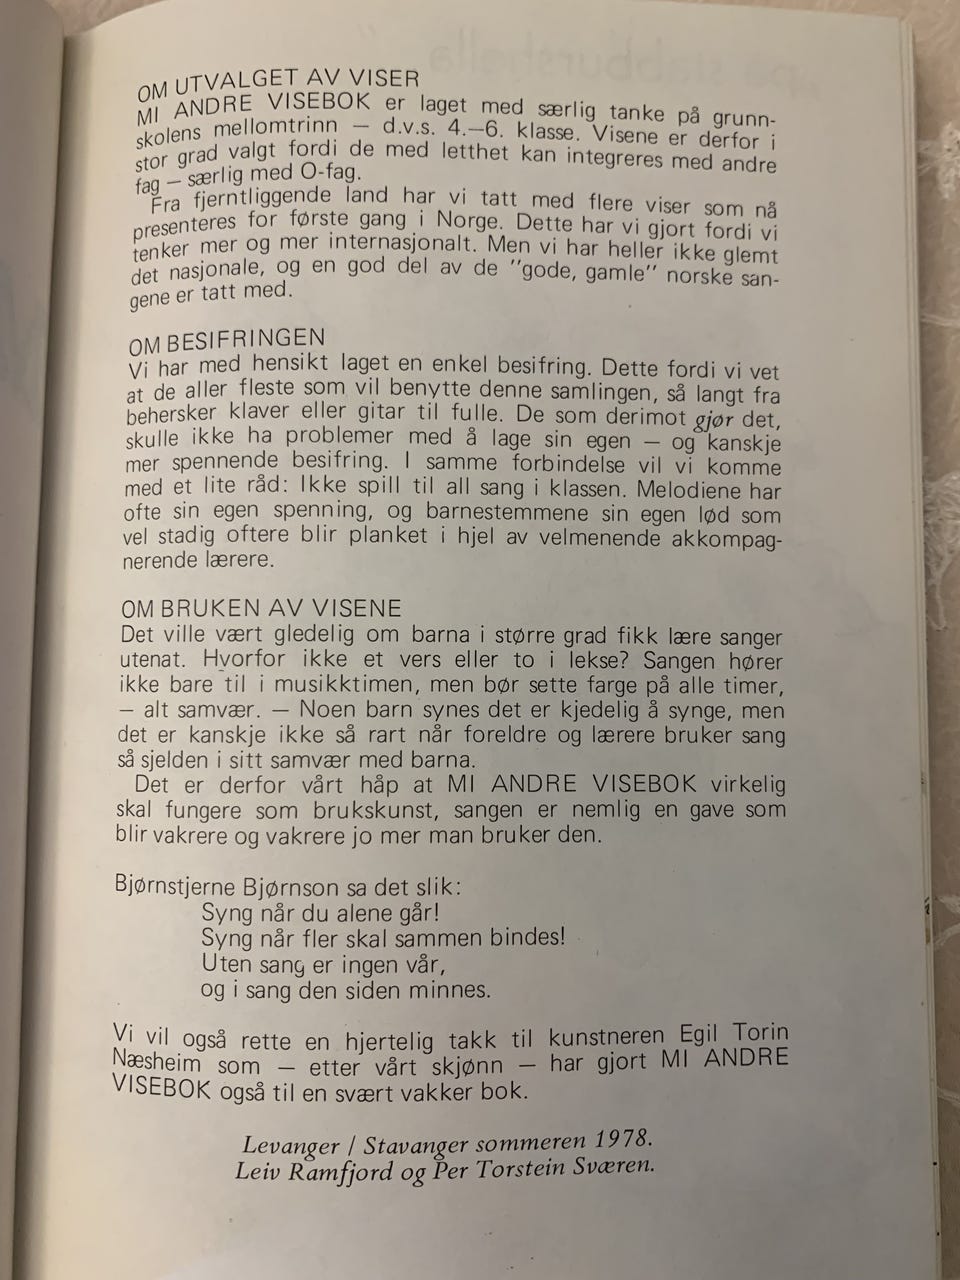 OM UTVALGET AV VISER
MI ANDRE VISEBOK er laget med særlig tanke på grunn-
skolens mellomtrinn — d.v.s. 4.—6. klasse. Visene er derfor i
stor grad valgt fordi de med letthet kan integreres med andre
fag — særlig med O-fag.
Fra fjerntliggende land har vi tatt med flere viser som nå
presenteres for første gang i Norge. Dette har vi gjort fordi vi
tenker mer og mer internasjonalt. Men vi har heller ikke glemt
det nasjonale, og en god del av de "gode, gamle" norske san-
gene er tatt med.
OM BESIFRINGEN
Vi har med hensikt laget en enkel besifring. Dette fordi vi vet
at de aller fleste som vil benytte denne samlingen, så langt fra
behersker klaver eller gitar til fulle. De som derimot gjør det,
skulle ikke ha problemer med å lage sin egen — og kanskje
mer spennende besifring. I samme forbindelse vil vi komme
med et lite råd: Ikke spill til all sang i klassen. Melodiene har
ofte sin egen spenning, og barnestemmene sin egen lød som
vel stadig oftere blir planket i hjel av velmenende akkompag-
nerende lærere.
OM BRUKEN AV VISENE
Det ville vært gledelig om barna i større grad fikk lære sanger
utenat. Hvorfor ikke et vers eller to i lekse? Sangen hører
ikke bare til i musikktimen, men bør sette farge på alle timer,
— alt samvær. — Noen barn synes det er kjedelig å synge, men
det er kanskje ikke så rart når foreldre og lærere bruker sang
så sjelden i sitt samvær med barna.
Det er derfor vårt håp at MI ANDRE VISEBOK virkelig
skal fungere som brukskunst, sangen er nemlig en gave som
blir vakrere og vakrere jo mer man bruker den.
Bjørnstjerne Bjørnson sa det slik:
Syng når du alene går!
Syng når fler skal sammen bindes!
Uten sang er ingen vår,
og i sang den siden minnes.
Vi vil også rette en hjertelig takk til kunstneren Egil Torin
Næsheim som — etter vårt skjønn — har gjort MI ANDRE
VISEBOK også til en svært vakker bok.
Levanger / Stavanger sommeren 1978.
Leiv Ramfjord og Per Torstein Sværen.